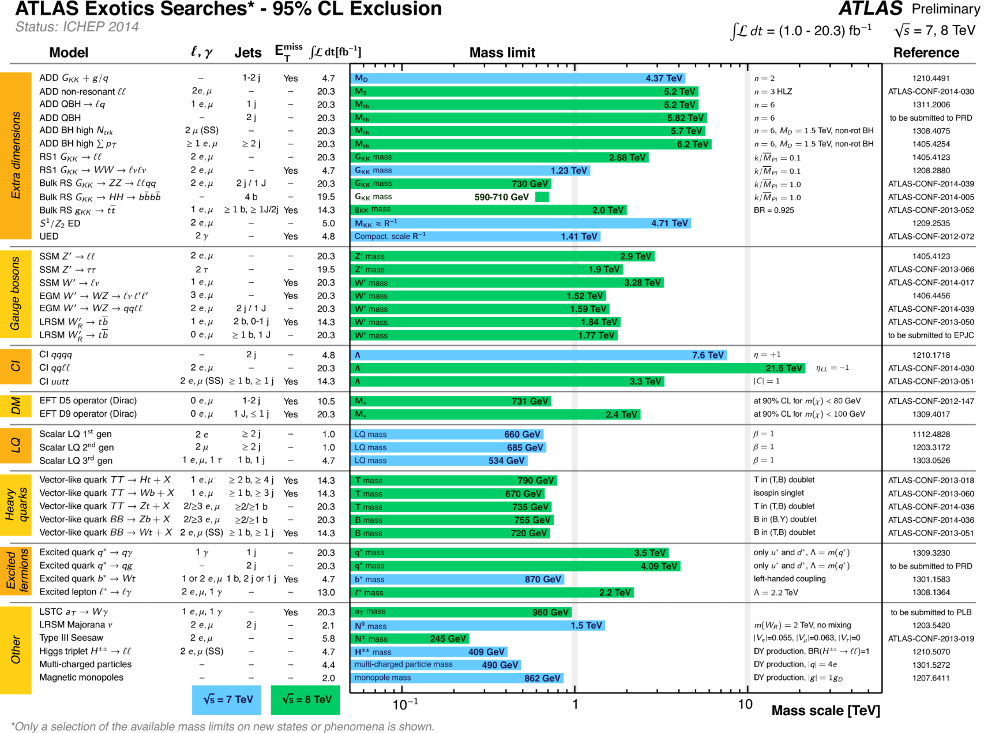 ATLAS Exotics Searches* - 95% CL Exclusion
ATLAS Preliminary
Status: ICHEP 2014
∫ℒ dt = (1.0 - 20.3) fb⁻¹ √s = 7, 8 TeV
Model ℓ, γ Jets E_T^miss ∫ℒ dt[fb⁻¹] Mass limit Reference
Extra dimensions
ADD G_KK + g/q – 1-2 j Yes 4.7 M_D 4.37 TeV n = 2 1210.4491
ADD non-resonant ℓℓ 2e, μ – – 20.3 M_S 5.2 TeV n = 3 HLZ ATLAS-CONF-2014-030
ADD QBH → ℓq 1 e, μ 1 j – 20.3 M_th 5.2 TeV n = 6 1311.2006
ADD QBH – 2 j – 20.3 M_th 5.82 TeV n = 6 to be submitted to PRD
ADD BH high N_trk 2 μ (SS) – – 20.3 M_th 5.7 TeV n = 6, M_D = 1.5 TeV, non-rot BH 1308.4075
ADD BH high ∑ p_T ≥ 1 e, μ ≥ 2 j – 20.3 M_th 6.2 TeV n = 6, M_D = 1.5 TeV, non-rot BH 1405.4254
RS1 G_KK → ℓℓ 2 e, μ – – 20.3 G_KK mass 2.68 TeV k/M̅_Pl = 0.1 1405.4123
RS1 G_KK → WW → ℓνℓν 2 e, μ – Yes 4.7 G_KK mass 1.23 TeV k/M̅_Pl = 0.1 1208.2880
Bulk RS G_KK → ZZ → ℓℓqq 2 e, μ 2 j / 1 J – 20.3 G_KK mass 730 GeV k/M̅_Pl = 1.0 ATLAS-CONF-2014-039
Bulk RS G_KK → HH → bb̅bb̅ – 4 b – 19.5 G_KK mass 590-710 GeV k/M̅_Pl = 1.0 ATLAS-CONF-2014-005
Bulk RS g_KK → tt̅ 1 e, μ ≥ 1 b, ≥ 1J/2j Yes 14.3 g_KK mass 2.0 TeV BR = 0.925 ATLAS-CONF-2013-052
S¹/Z₂ ED 2 e, μ – – 5.0 M_KK ≈ R⁻¹ 4.71 TeV 1209.2535
UED 2 γ – Yes 4.8 Compact. scale R⁻¹ 1.41 TeV ATLAS-CONF-2012-072
Gauge bosons
SSM Z′ → ℓℓ 2 e, μ – – 20.3 Z′ mass 2.9 TeV 1405.4123
SSM Z′ → ττ 2 τ – – 19.5 Z′ mass 1.9 TeV ATLAS-CONF-2013-066
SSM W′ → ℓν 1 e, μ – Yes 20.3 W′ mass 3.28 TeV ATLAS-CONF-2014-017
EGM W′ → WZ → ℓν ℓ′ℓ′ 3 e, μ – Yes 20.3 W′ mass 1.52 TeV 1406.4456
EGM W′ → WZ → qqℓℓ 2 e, μ 2 j / 1 J – 20.3 W′ mass 1.59 TeV ATLAS-CONF-2014-039
LRSM W′_R → tb̅ 1 e, μ 2 b, 0-1 j Yes 14.3 W′ mass 1.84 TeV ATLAS-CONF-2013-050
LRSM W′_R → tb̅ 0 e, μ ≥ 1 b, 1 J – 20.3 W′ mass 1.77 TeV to be submitted to EPJC
CI
CI qqqq – 2 j – 4.8 Λ 7.6 TeV η = +1 1210.1718
CI qqℓℓ 2 e, μ – – 20.3 Λ 21.6 TeV η_LL = −1 ATLAS-CONF-2014-030
CI uutt 2 e, μ (SS) ≥ 1 b, ≥ 1 j Yes 14.3 Λ 3.3 TeV |C| = 1 ATLAS-CONF-2013-051
DM
EFT D5 operator (Dirac) 0 e, μ 1-2 j Yes 10.5 M_* 731 GeV at 90% CL for m(χ) < 80 GeV ATLAS-CONF-2012-147
EFT D9 operator (Dirac) 0 e, μ 1 J, ≤ 1 j Yes 20.3 M_* 2.4 TeV at 90% CL for m(χ) < 100 GeV 1309.4017
LQ
Scalar LQ 1st gen 2 e ≥ 2 j – 1.0 LQ mass 660 GeV β = 1 1112.4828
Scalar LQ 2nd gen 2 μ ≥ 2 j – 1.0 LQ mass 685 GeV β = 1 1203.3172
Scalar LQ 3rd gen 1 e, μ, 1 τ 1 b, 1 j – 4.7 LQ mass 534 GeV β = 1 1303.0526
Heavy quarks
Vector-like quark TT → Ht + X 1 e, μ ≥ 2 b, ≥ 4 j Yes 14.3 T mass 790 GeV T in (T,B) doublet ATLAS-CONF-2013-018
Vector-like quark TT → Wb + X 1 e, μ ≥ 1 b, ≥ 3 j Yes 14.3 T mass 670 GeV isospin singlet ATLAS-CONF-2013-060
Vector-like quark TT → Zt + X 2/≥3 e, μ ≥2/≥1 b – 20.3 T mass 735 GeV T in (T,B) doublet ATLAS-CONF-2014-036
Vector-like quark BB → Zb + X 2/≥3 e, μ ≥2/≥1 b – 20.3 B mass 755 GeV B in (B,Y) doublet ATLAS-CONF-2014-036
Vector-like quark BB → Wt + X 2 e, μ (SS) ≥ 1 b, ≥ 1 j Yes 14.3 B mass 720 GeV B in (T,B) doublet ATLAS-CONF-2013-051
Excited fermions
Excited quark q* → qγ 1 γ 1 j – 20.3 q* mass 3.5 TeV only u* and d*, Λ = m(q*) 1309.3230
Excited quark q* → qg – 2 j – 20.3 q* mass 4.09 TeV only u* and d*, Λ = m(q*) to be submitted to PRD
Excited quark b* → Wt 1 or 2 e, μ 1 b, 2 j or 1 j Yes 4.7 b* mass 870 GeV left-handed coupling 1301.1583
Excited lepton ℓ* → ℓγ 2 e, μ, 1 γ – – 13.0 ℓ* mass 2.2 TeV Λ = 2.2 TeV 1308.1364
Other
LSTC a_T → Wγ 1 e, μ, 1 γ – Yes 20.3 a_T mass 960 GeV to be submitted to PLB
LRSM Majorana ν 2 e, μ 2 j – 2.1 N⁰ mass 1.5 TeV m(W_R) = 2 TeV, no mixing 1203.5420
Type III Seesaw 2 e, μ – – 5.8 N± mass 245 GeV |V_e|=0.055, |V_μ|=0.063, |V_τ|=0 ATLAS-CONF-2013-019
Higgs triplet H±± → ℓℓ 2 e, μ (SS) – – 4.7 H±± mass 409 GeV DY production, BR(H±± → ℓℓ)=1 1210.5070
Multi-charged particles – – – 4.4 multi-charged particle mass 490 GeV DY production, |q| = 4e 1301.5272
Magnetic monopoles – – – 2.0 monopole mass 862 GeV DY production, |g| = 1g_D 1207.6411
√s = 7 TeV √s = 8 TeV
10⁻¹ 1 10
Mass scale [TeV]
*Only a selection of the available mass limits on new states or phenomena is shown.